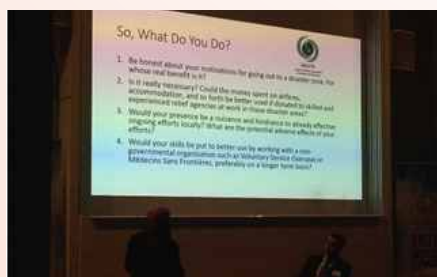 So, What Do You Do?
1. Be honest about your motivations for going out to a disaster zone. For
whose real benefit is it?
2. Is it really necessary? Could the money spent on airfares,
accommodation, and so forth be better used if donated to skilled and
experienced relief agencies at work in these disaster areas?
3. Would your presence be a nuisance and hindrance to already effective
ongoing efforts locally? What are the potential adverse effects of your
efforts?
4. Would your skills be put to better use by working with a non-
governmental organisation such as Voluntary Service Overseas or
Médecins Sans Frontières, preferably on a longer term basis?